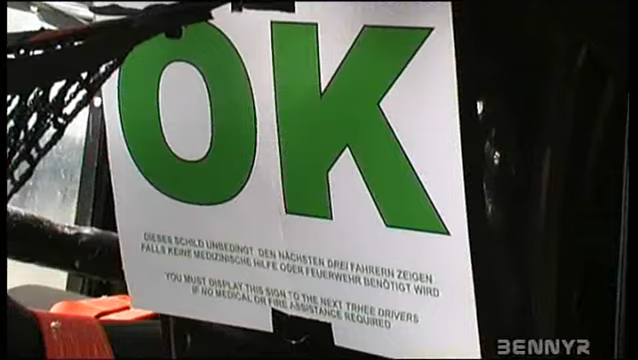 OK
DIESES SCHILD UNBEDINGT DEN NÄCHSTEN DREI FAHRERN ZEIGEN
FALLS KEINE MEDIZINISCHE HILFE ODER FEUERWEHR BENÖTIGT WIRD
YOU MUST DISPLAY THIS SIGN TO THE NEXT TRHEE DRIVERS
IF NO MEDICAL OR FIRE ASSISTANCE REQUIRED
BENNYR